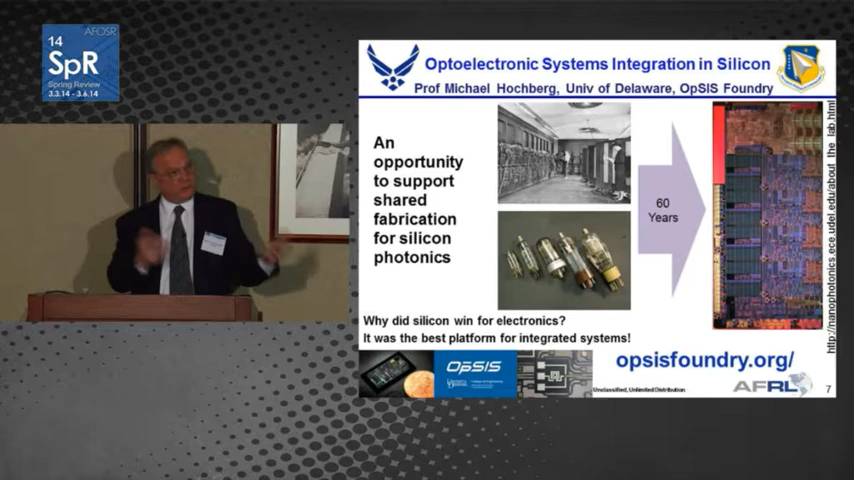 AFOSR
14
SpR
Spring Review
3.3.14 - 3.6.14
Optoelectronic Systems Integration in Silicon
Prof Michael Hochberg, Univ of Delaware, OpSIS Foundry
An
opportunity
to support
shared
fabrication
for silicon
photonics
60
Years
http://nanophotonics.ece.udel.edu/about_the_lab.html
Why did silicon win for electronics?
It was the best platform for integrated systems!
OpSIS
opsisfoundry.org/
Unclassified, Unlimited Distribution
AFRL
7